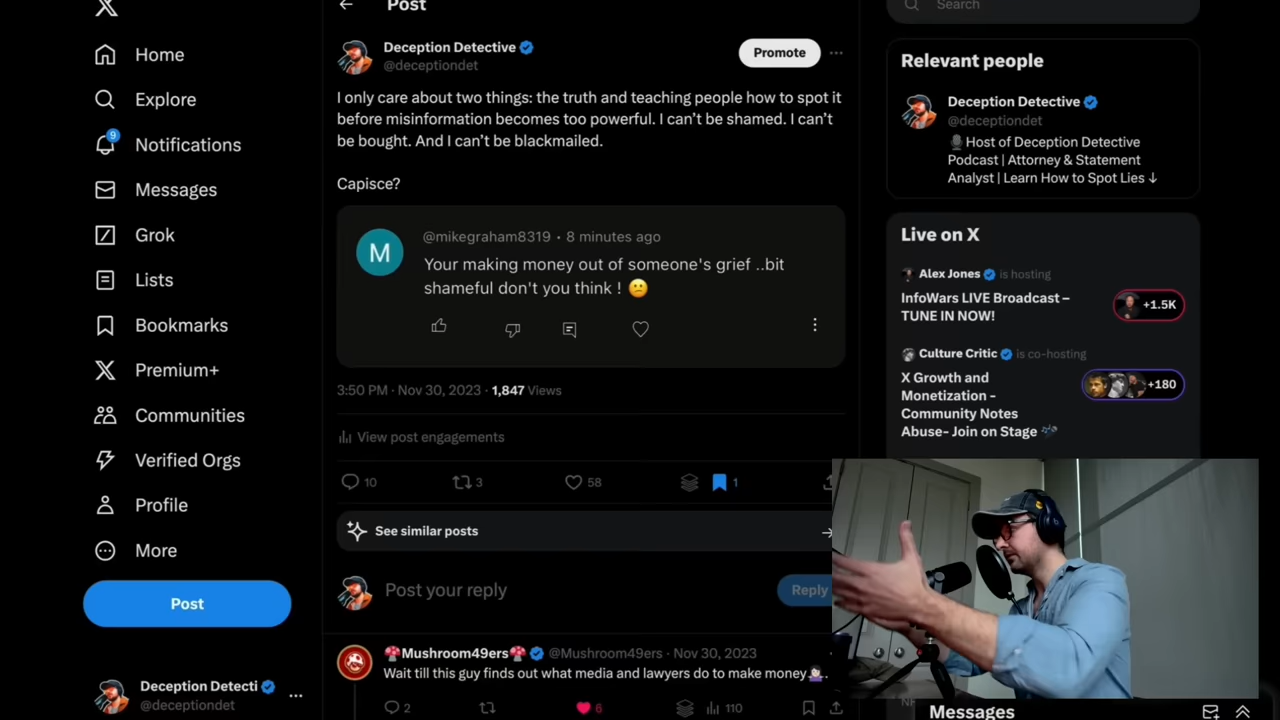 Post
Search
Home
Explore
9
Notifications
Messages
Grok
Lists
Bookmarks
Premium+
Communities
Verified Orgs
Profile
More
Post
Deception Detecti
@deceptiondet
Deception Detective
@deceptiondet
Promote
I only care about two things: the truth and teaching people how to spot it
before misinformation becomes too powerful. I can't be shamed. I can't
be bought. And I can't be blackmailed.
Capisce?
M
@mikegraham8319 • 8 minutes ago
Your making money out of someone's grief ..bit
shameful don't you think ! 😕
3:50 PM · Nov 30, 2023 · 1,847 Views
View post engagements
10
3
58
1
See similar posts
Post your reply
Reply
🍄Mushroom49ers🍄 @Mushroom49ers · Nov 30, 2023
Wait till this guy finds out what media and lawyers do to make money🤷🏻‍♀️.
2
6
110
Relevant people
Deception Detective
@deceptiondet
🎙️Host of Deception Detective
Podcast | Attorney & Statement
Analyst | Learn How to Spot Lies ↓
Live on X
Alex Jones is hosting
InfoWars LIVE Broadcast –
TUNE IN NOW!
+1.5K
Culture Critic is co-hosting
X Growth and
Monetization -
Community Notes
Abuse- Join on Stage
+180
Messages